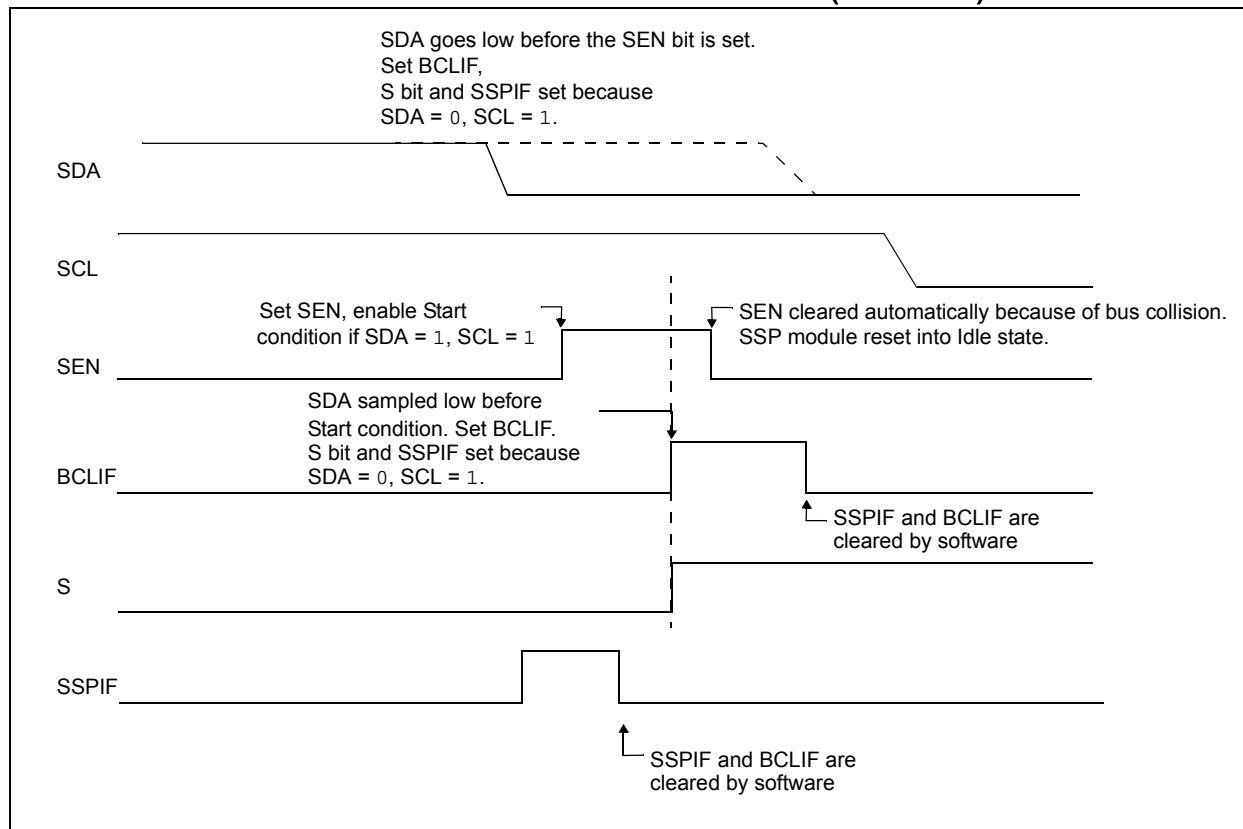 SDA goes low before the SEN bit is set.
Set BCLIF,
S bit and SSPIF set because
SDA = 0, SCL = 1.
SDA
SCL
Set SEN, enable Start
condition if SDA = 1, SCL = 1
SEN cleared automatically because of bus collision.
SSP module reset into Idle state.
SEN
SDA sampled low before
Start condition. Set BCLIF.
S bit and SSPIF set because
SDA = 0, SCL = 1.
BCLIF
SSPIF and BCLIF are
cleared by software
S
SSPIF
SSPIF and BCLIF are
cleared by software